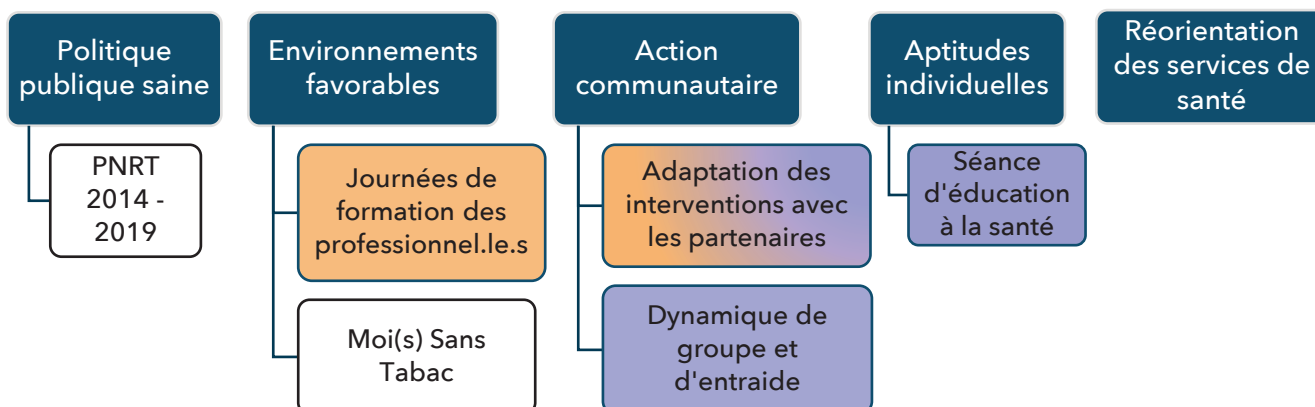 Politique
publique saine
PNRT
2014 -
2019
Environnements
favorables
Journées de
formation des
professionnel.le.s
Moi(s) Sans
Tabac
Action
communautaire
Adaptation des
interventions avec
les partenaires
Dynamique de
groupe et
d'entraide
Aptitudes
individuelles
Séance
d'éducation
à la santé
Réorientation
des services de
santé